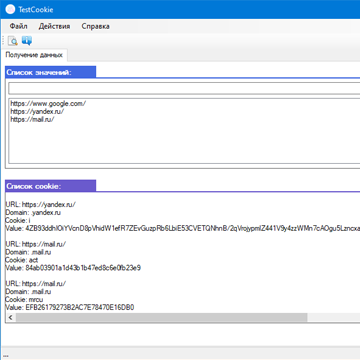 TestCookie
Файл Действия Справка
Получение данных
Список значений:
https://www.google.com/
https://yandex.ru/
https://mail.ru/
Список cookie:
URL: https://yandex.ru/
Domain: .yandex.ru
Cookie: i
Value:
URL: https://mail.ru/
Domain: .mail.ru
Cookie: act
Value: 84ab03901a1d43b1b47ed8c6e0fb23e9
URL: https://mail.ru/
Domain: .mail.ru
Cookie: mrcu
Value: EFB26179273B2AC7E78470E16DB0
...